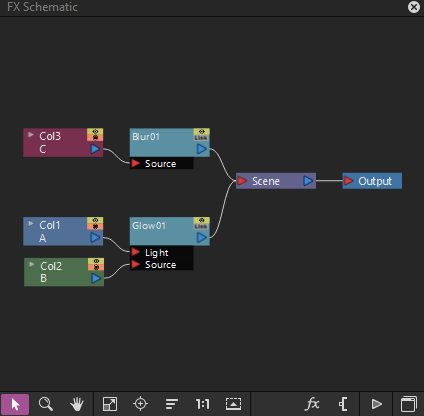 FX Schematic
Col3
C
Blur01
Link
Source
Scene
Output
Col1
A
Glow01
Link
Light
Source
Col2
B
1:1
fx